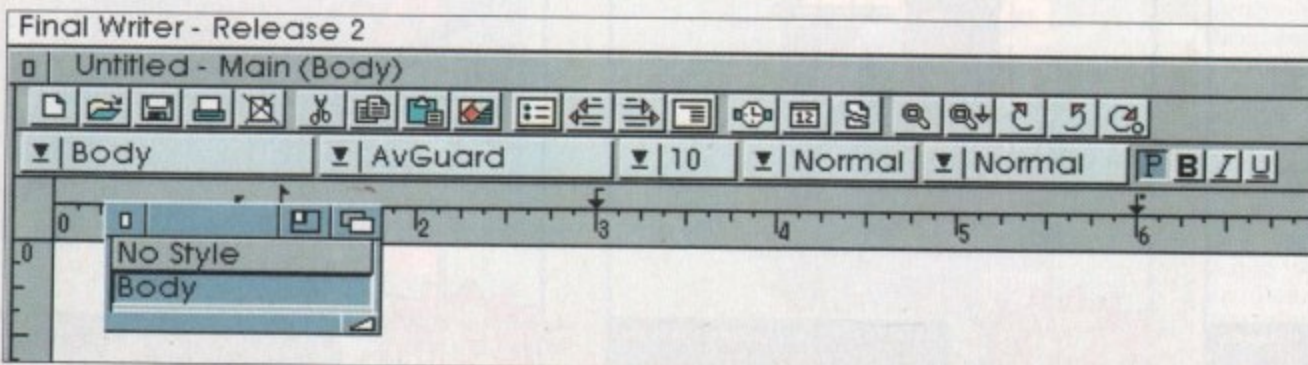 Final Writer - Release 2
Untitled - Main (Body)
12
Body AvGuard 10 Normal Normal P B I U
0 2 3 4 5 6
No Style
Body
0